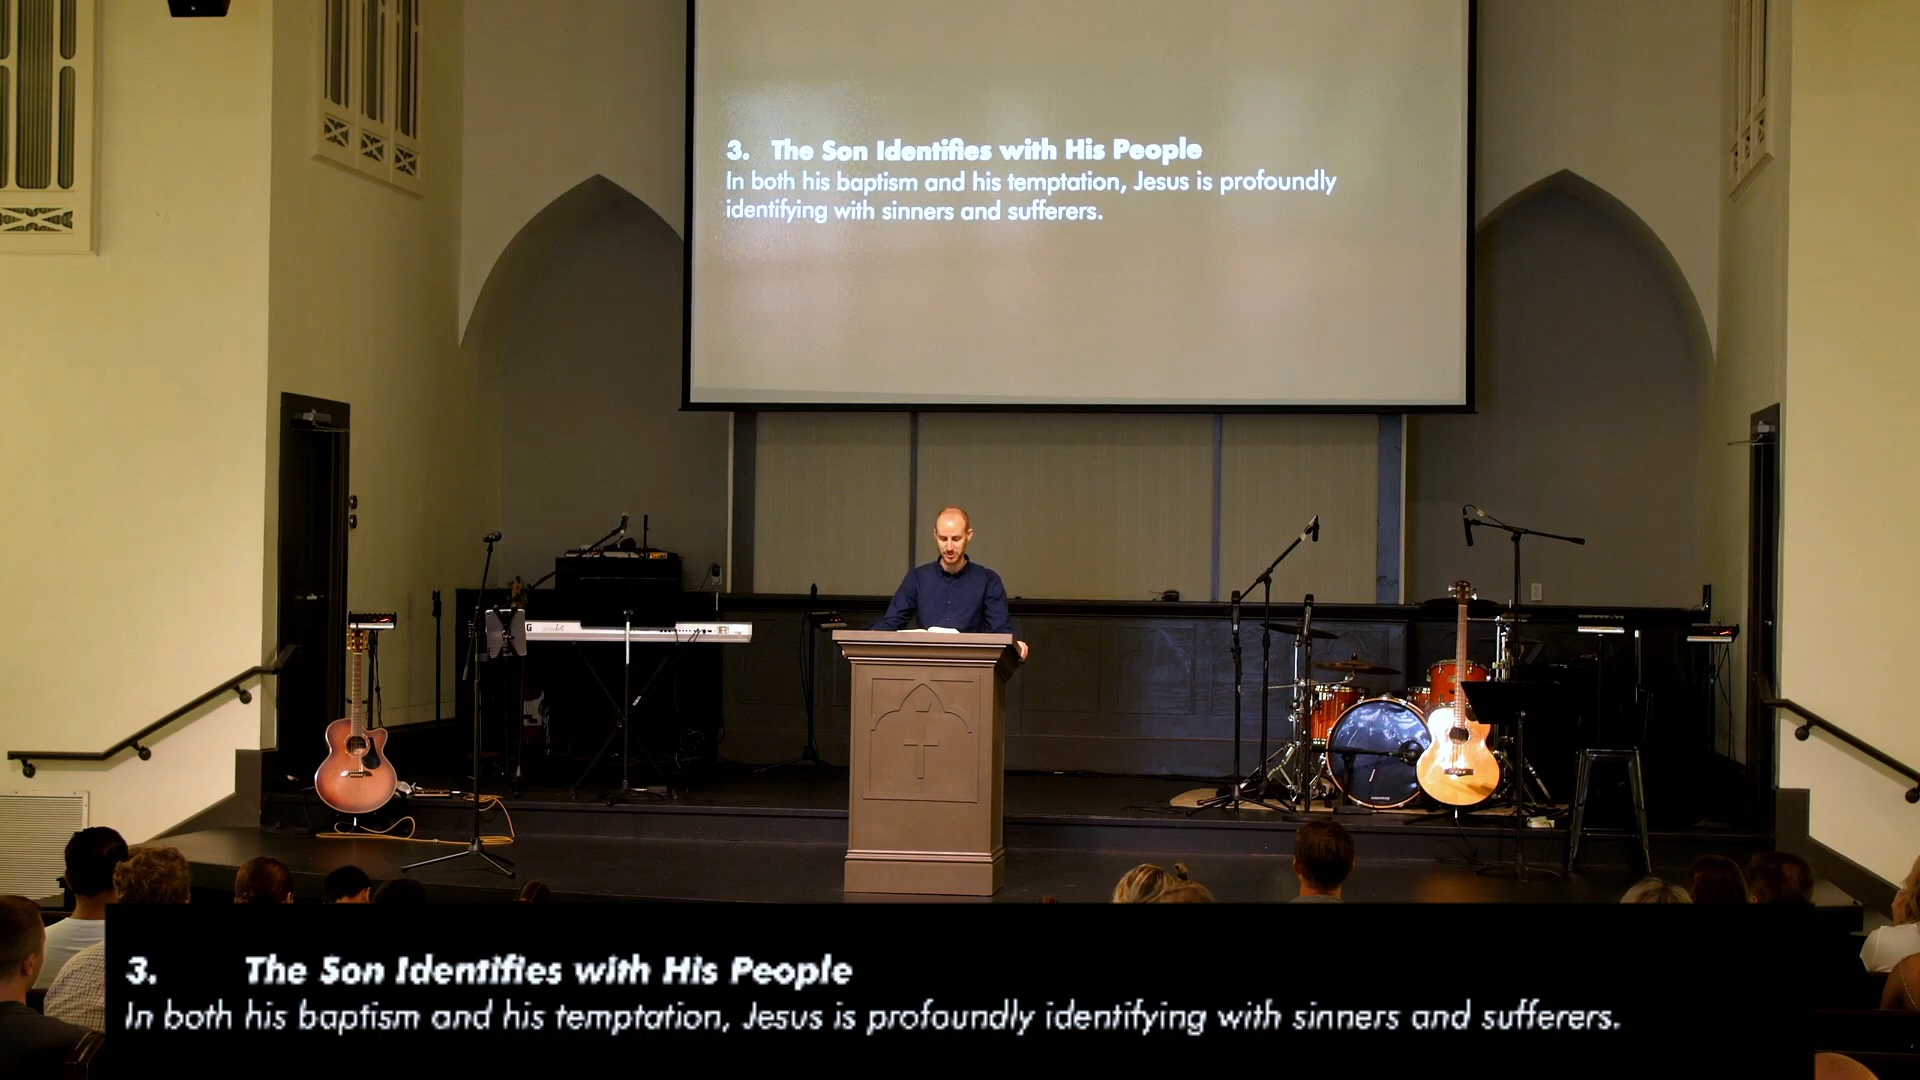 3. The Son Identifies with His People
In both his baptism and his temptation, Jesus is profoundly
identifying with sinners and sufferers.
3. The Son Identifies with His People
In both his baptism and his temptation, Jesus is profoundly identifying with sinners and sufferers.